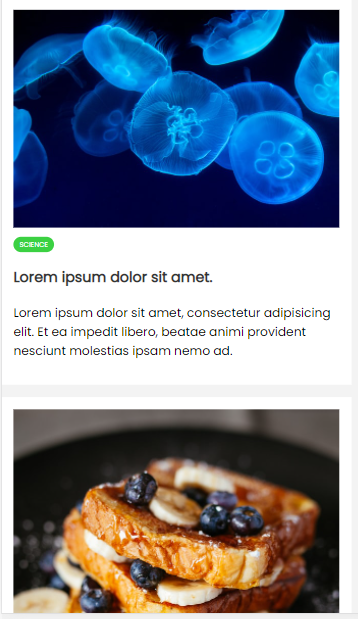 SCIENCE
Lorem ipsum dolor sit amet.
Lorem ipsum dolor sit amet, consectetur adipisicing
elit. Et ea impedit libero, beatae animi provident
nesciunt molestias ipsam nemo ad.